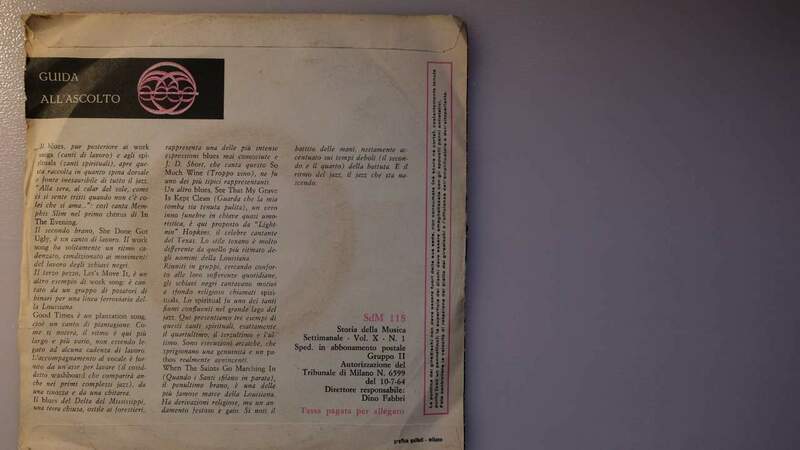 GUIDA
ALL'ASCOLTO
Il blues, pur posteriore ai work
songs (canti di lavoro) e agli spi-
rituals (canti spirituali), apre que-
sta raccolta in quanto spina dorsale
e fonte inesauribile di tutto il jazz.
"Alla sera, al calar del sole, come
ci si sente tristi quando non c'è co-
lei che si ama...": così canta Mem-
phis Slim nel primo chorus di In
The Evening.
Il secondo brano, She Done Got
Ugly, è un canto di lavoro. Il work
song ha solitamente un ritmo ca-
denzato, condizionato ai movimenti
del lavoro degli schiavi negri.
Il terzo pezzo, Let's Move It, è un
altro esempio di work song: è can-
tato da un gruppo di posatori di
binari per una linea ferroviaria del-
la Louisiana.
Good Times è un plantation song,
cioè un canto di piantagione. Co-
me si noterà, il ritmo è qui più
largo e più vario, non essendo le-
gato ad alcuna cadenza di lavoro.
L'accompagnamento al vocale è for-
nito da un'asse per lavare (il cosid-
detto washboard che comparirà an-
che nei primi complessi jazz), da
una tinozza e da una chitarra.
Il blues del Delta del Mississippi,
una terra chiusa, ostile ai forestieri,
rappresenta una delle più intense
espressioni blues mai conosciute e
J. D. Short, che canta questo So
Much Wine (Troppo vino), ne fu
uno dei più tipici rappresentanti.
Un altro blues, See That My Grave
Is Kept Clean (Guarda che la mia
tomba sia tenuta pulita), un vero
inno funebre in chiave quasi umo-
ristica, è qui proposto da "Light-
nin" Hopkins, il celebre cantante
del Texas. Lo stile texano è molto
differente da quello più ritmato de-
gli uomini della Louisiana.
Riuniti in gruppi, cercando confor-
to alle loro sofferenze quotidiane,
gli schiavi negri cantavano motivi
a sfondo religioso chiamati spiri-
tuals. Lo spiritual fu uno dei tanti
fiumi confluenti nel grande lago del
jazz. Qui presentiamo tre esempi di
questi canti spirituali, esattamente
il quartultimo, il terzultimo e l'ul-
timo. Sono esecuzioni arcaiche, che
sprigionano una genuinità e un pa-
thos realmente avvincenti.
When The Saints Go Marching In
(Quando i Santi sfilano in parata),
il penultimo brano, è una delle
più famose marce della Louisiana.
Ha derivazioni religiose, ma un an-
damento festoso e gaio. Si noti il
battito delle mani, nettamente ac-
centuato sui tempi deboli (il secon-
do e il quarto) della battuta. È il
ritmo del jazz, il jazz che sta na-
scendo.
SdM 118
Storia della Musica
Settimanale - Vol. X - N. 1
Sped. in abbonamento postale
Gruppo II
Autorizzazione del
Tribunale di Milano N. 6599
del 10-7-64
Direttore responsabile:
Dino Fabbri
Tassa pagata per allegato
grafica gallati - milano